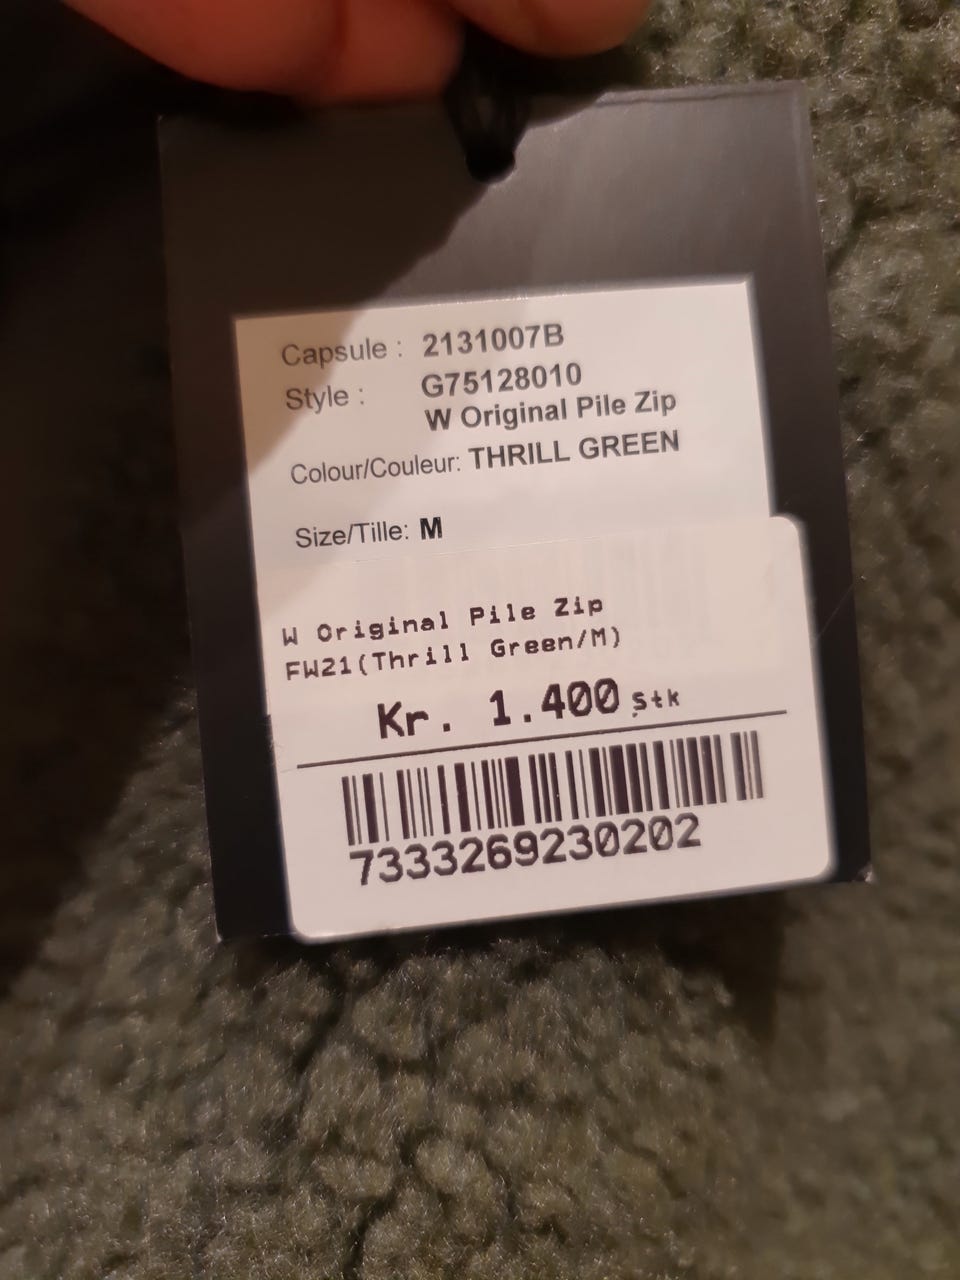 Capsule : 2131007B
Style : G75128010
W Original Pile Zip
Colour/Couleur: THRILL GREEN
Size/Tille: M
W Original Pile Zip
FW21(Thrill Green/M)
Kr. 1.400 Stk
7333269230202